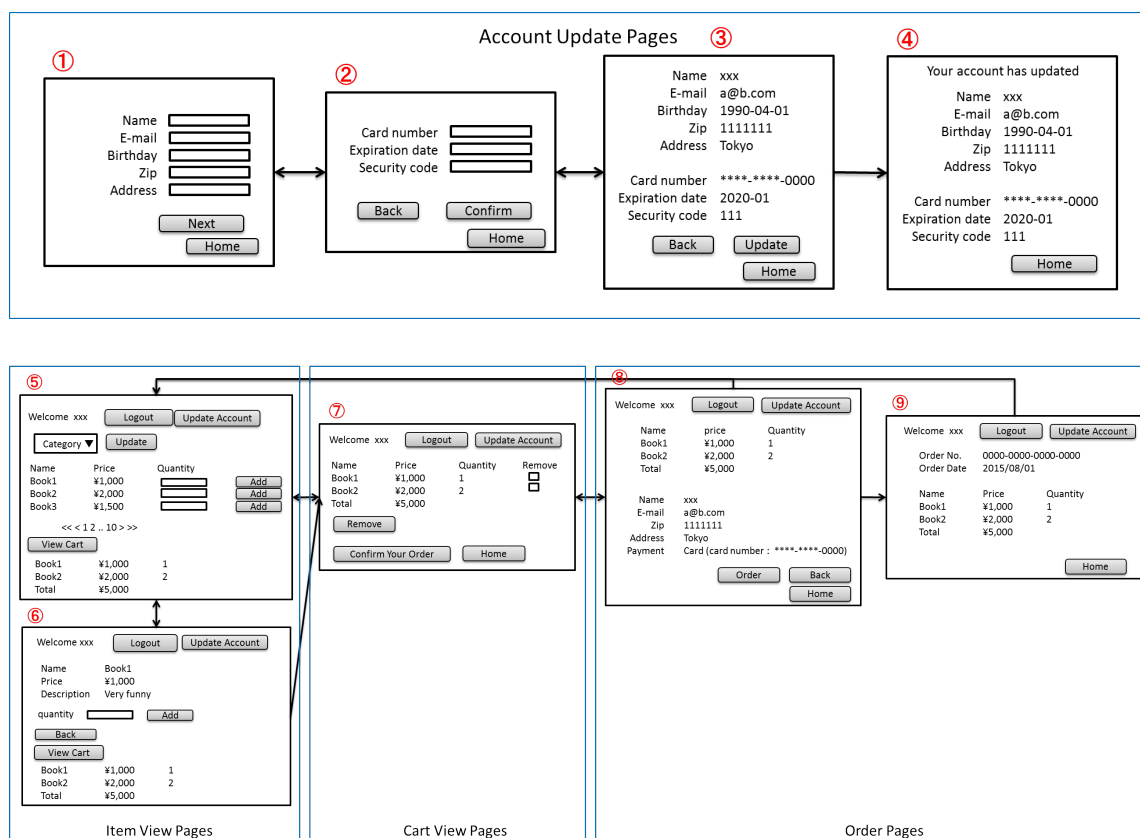 Account Update Pages
①
Name
E-mail
Birthday
Zip
Address
Next
Home
②
Card number
Expiration date
Security code
Back Confirm
Home
③
Name xxx
E-mail a@b.com
Birthday 1990-04-01
Zip 1111111
Address Tokyo
Card number ****-****-0000
Expiration date 2020-01
Security code 111
Back Update
Home
④
Your account has updated
Name xxx
E-mail a@b.com
Birthday 1990-04-01
Zip 1111111
Address Tokyo
Card number ****-****-0000
Expiration date 2020-01
Security code 111
Home
⑤
Welcome xxx Logout Update Account
Category ▼ Update
Name Price Quantity
Book1 ¥1,000 Add
Book2 ¥2,000 Add
Book3 ¥1,500 Add
<< < 1 2 .. 10 > >>
View Cart
Book1 ¥1,000 1
Book2 ¥2,000 2
Total ¥5,000
⑥
Welcome xxx Logout Update Account
Name Book1
Price ¥1,000
Description Very funny
quantity Add
Back
View Cart
Book1 ¥1,000 1
Book2 ¥2,000 2
Total ¥5,000
Item View Pages
⑦
Welcome xxx Logout Update Account
Name Price Quantity Remove
Book1 ¥1,000 1
Book2 ¥2,000 2
Total ¥5,000
Remove
Confirm Your Order Home
Cart View Pages
⑧
Welcome xxx Logout Update Account
Name price Quantity
Book1 ¥1,000 1
Book2 ¥2,000 2
Total ¥5,000
Name xxx
E-mail a@b.com
Zip 1111111
Address Tokyo
Payment Card (card number : ****-****-0000)
Order Back
Home
⑨
Welcome xxx Logout Update Account
Order No. 0000-0000-0000-0000
Order Date 2015/08/01
Name Price Quantity
Book1 ¥1,000 1
Book2 ¥2,000 2
Total ¥5,000
Home
Order Pages